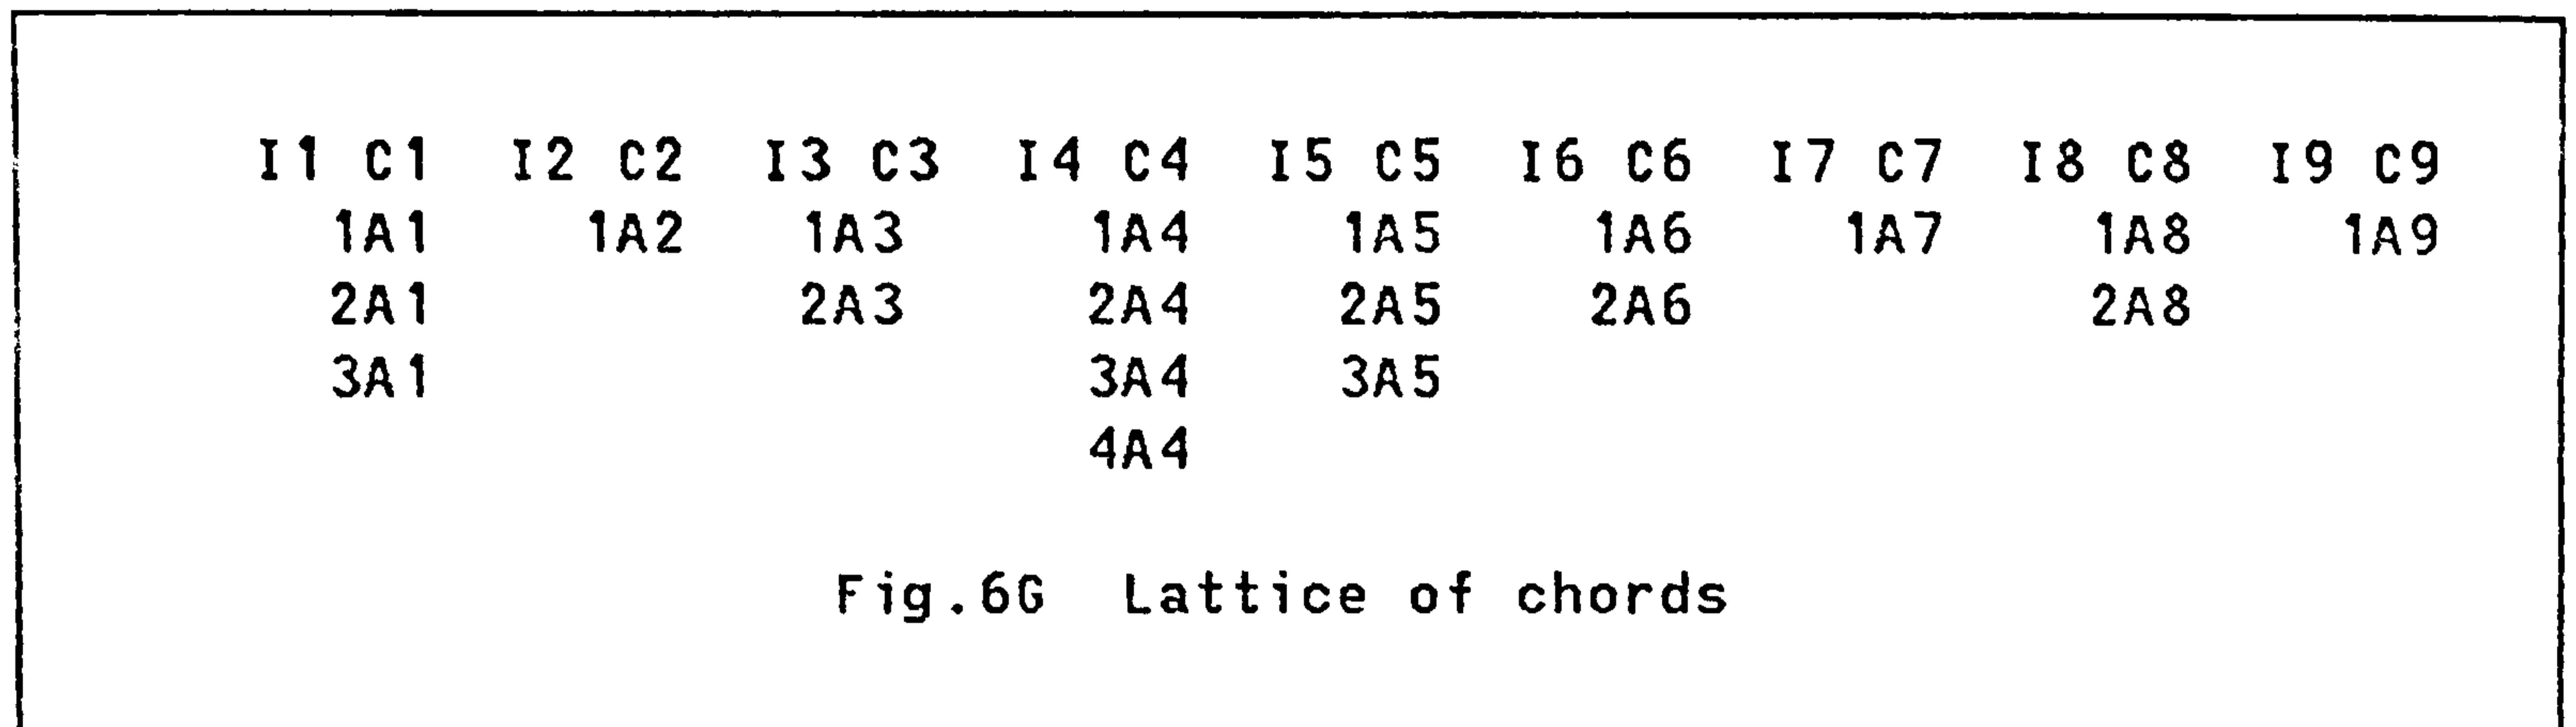 I1 C1 I2 C2 I3 C3 I4 C4 I5 C5 I6 C6 I7 C7 I8 C8 I9 C9
1A1 1A2 1A3 1A4 1A5 1A6 1A7 1A8 1A9
2A1 2A3 2A4 2A5 2A6 2A8
3A1 3A4 3A5
4A4
Fig.6G Lattice of chords